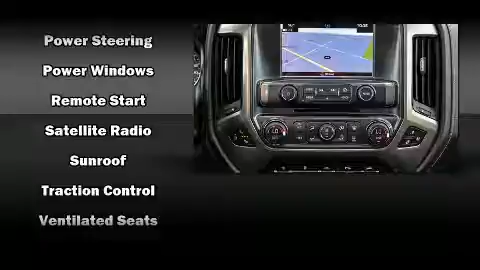 Power Steering
Power Windows
Remote Start
Satellite Radio
Sunroof
Traction Control
Ventilated Seats